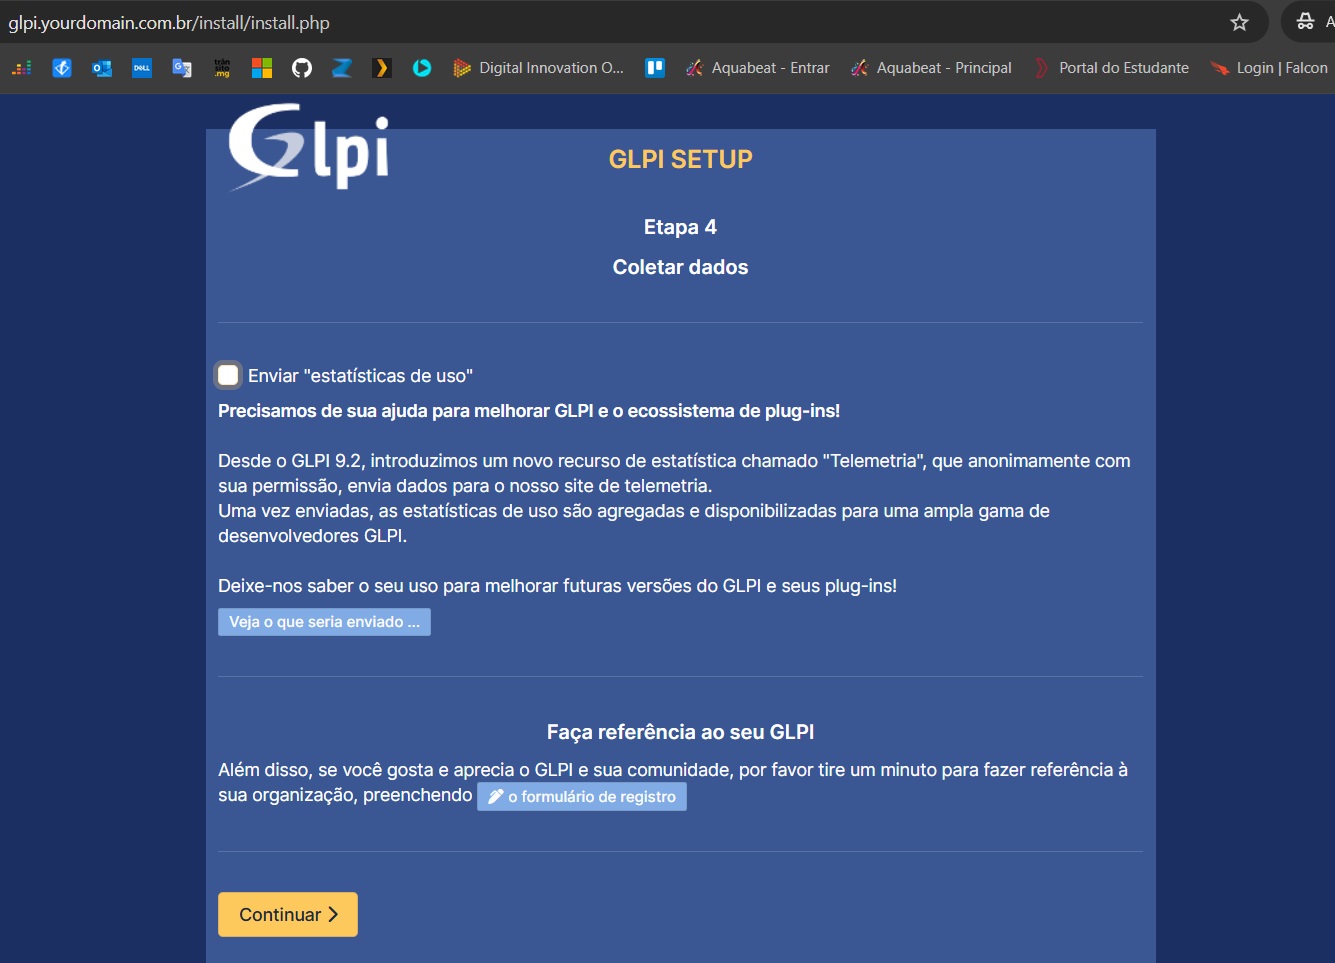 glpi.yourdomain.com.br/install/install.php
A
DELL
G
trân
sito
.mg
Digital Innovation O...
Aquabeat - Entrar
Aquabeat - Principal
Portal do Estudante
Login | Falcon
Glpi
GLPI SETUP
Etapa 4
Coletar dados
Enviar "estatísticas de uso"
Precisamos de sua ajuda para melhorar GLPI e o ecossistema de plug-ins!
Desde o GLPI 9.2, introduzimos um novo recurso de estatística chamado "Telemetria", que anonimamente com
sua permissão, envia dados para o nosso site de telemetria.
Uma vez enviadas, as estatísticas de uso são agregadas e disponibilizadas para uma ampla gama de
desenvolvedores GLPI.
Deixe-nos saber o seu uso para melhorar futuras versões do GLPI e seus plug-ins!
Veja o que seria enviado ...
Faça referência ao seu GLPI
Além disso, se você gosta e aprecia o GLPI e sua comunidade, por favor tire um minuto para fazer referência à
sua organização, preenchendo o formulário de registro
Continuar